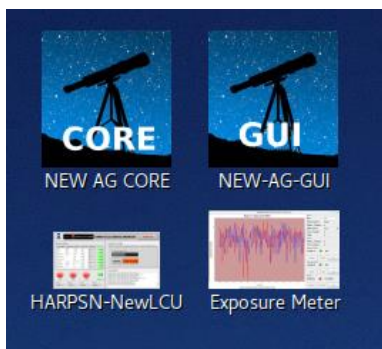 CORE
GUI
NEW AG CORE
NEW-AG-GUI
HARPSN-NewLCU
Exposure Meter